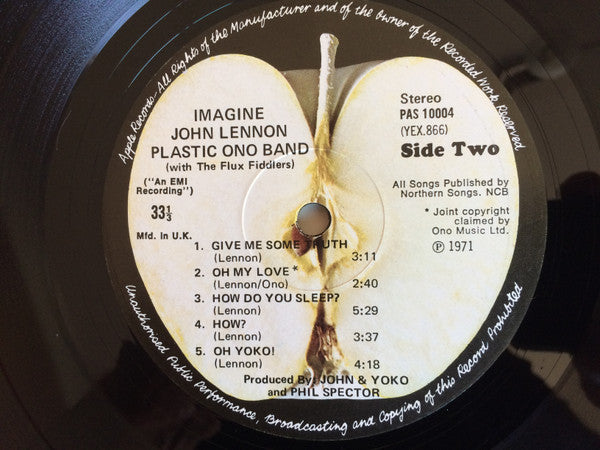 Apple Records-All Rights of the Manufacturer and of the Owner of the Recorded Work Reserved
IMAGINE
JOHN LENNON
PLASTIC ONO BAND
(with The Flux Fiddlers)
("An EMI
Recording")
33⅓
Mfd. In U.K.
Stereo
PAS 10004
(YEX.866)
Side Two
All Songs Published by
Northern Songs. NCB
* Joint copyright
claimed by
Ono Music Ltd.
℗ 1971
1. GIVE ME SOME TRUTH
(Lennon) 3:11
2. OH MY LOVE*
(Lennon/Ono) 2:40
3. HOW DO YOU SLEEP?
(Lennon) 5:29
4. HOW?
(Lennon) 3:37
5. OH YOKO!
(Lennon) 4:18
Produced By: JOHN & YOKO
and PHIL SPECTOR
Unauthorised Public Performance, Broadcasting and Copying of this Record Prohibited